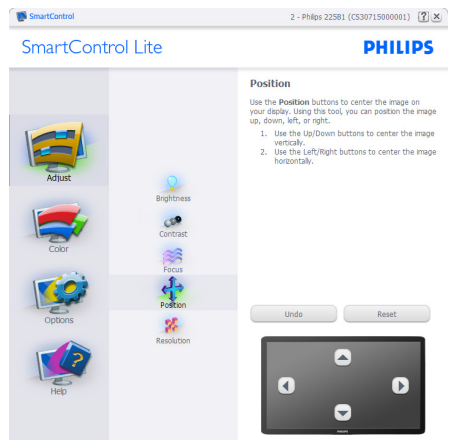 SmartControl
2 - Philips 225B1 (CS30715000001) ? X
SmartControl Lite
PHILIPS
Position
Use the Position buttons to center the image on
your display. Using this tool, you can position the image
up, down, left, or right.
1. Use the Up/Down buttons to center the image
vertically.
2. Use the Left/Right buttons to center the image
horizontally.
Adjust
Color
Options
Help
Brightness
Contrast
Focus
Position
Resolution
Undo
Reset
PHILIPS